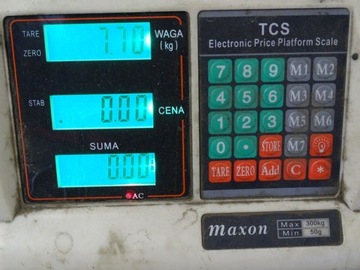 TARE
ZERO
7.70
WAGA
(kg)
STAB
0.00
CENA
SUMA
0.00
AC
TCS
Electronic Price Platform Scale
7 8 9 M1 M2
4 5 6 M3 M4
1 2 3 M5 M6
0 . STORE M7
TARE ZERO Add C *
maxon
Max 300kg
Min 50g